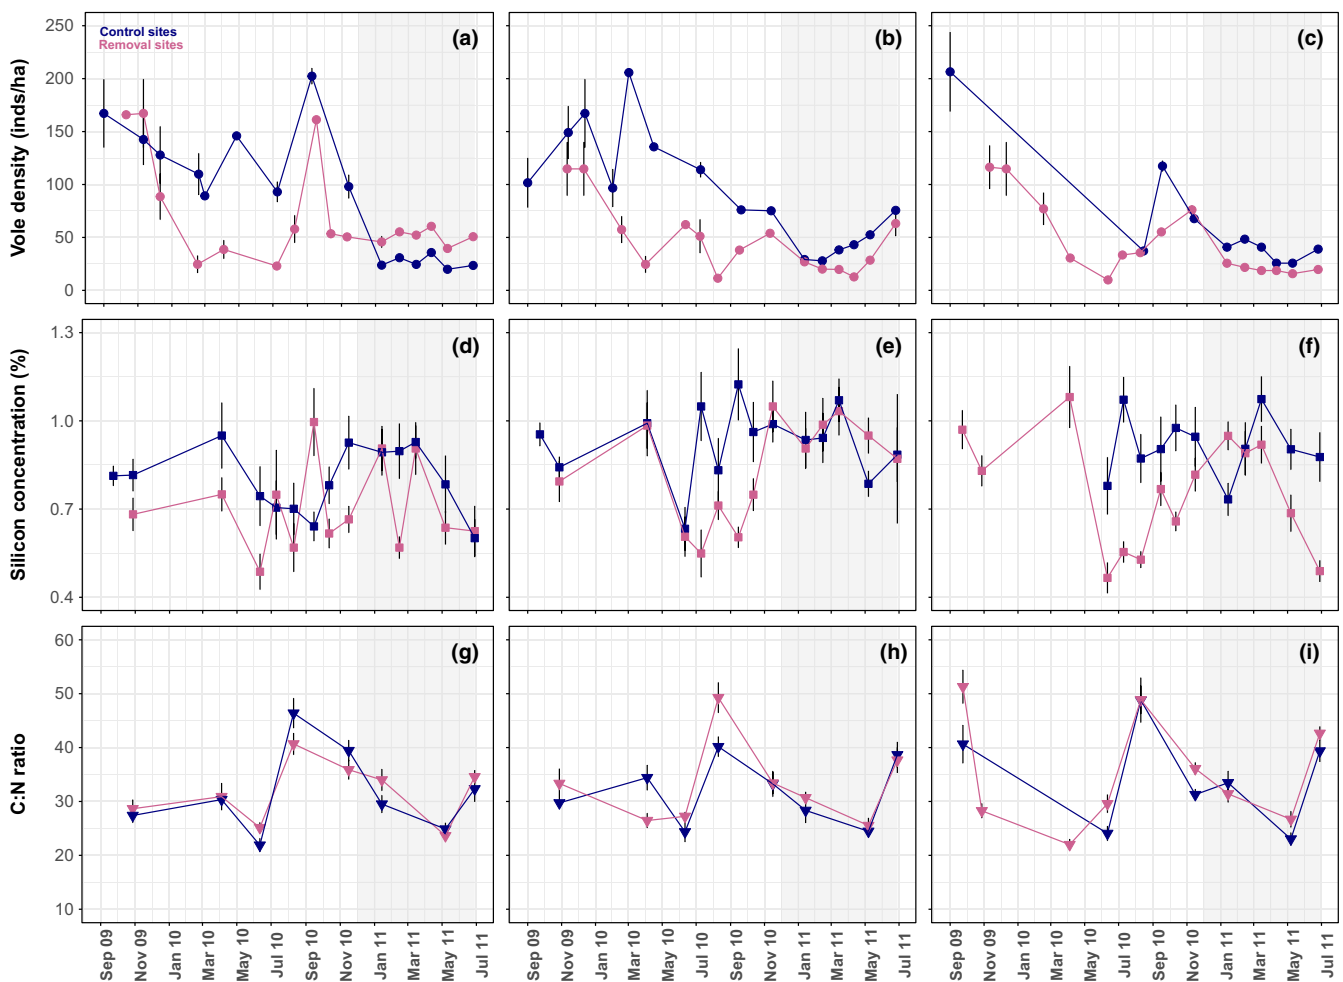 Control sites
Removal sites
(a)
(b)
(c)
Vole density (inds/ha)
250
200
150
100
50
0
(d)
(e)
(f)
Silicon concentration (%)
1.3
1.0
0.7
0.4
(g)
(h)
(i)
C:N ratio
60
50
40
30
20
10
Sep 09
Nov 09
Jan 10
Mar 10
May 10
Jul 10
Sep 10
Nov 10
Jan 11
Mar 11
May 11
Jul 11
Sep 09
Nov 09
Jan 10
Mar 10
May 10
Jul 10
Sep 10
Nov 10
Jan 11
Mar 11
May 11
Jul 11
Sep 09
Nov 09
Jan 10
Mar 10
May 10
Jul 10
Sep 10
Nov 10
Jan 11
Mar 11
May 11
Jul 11